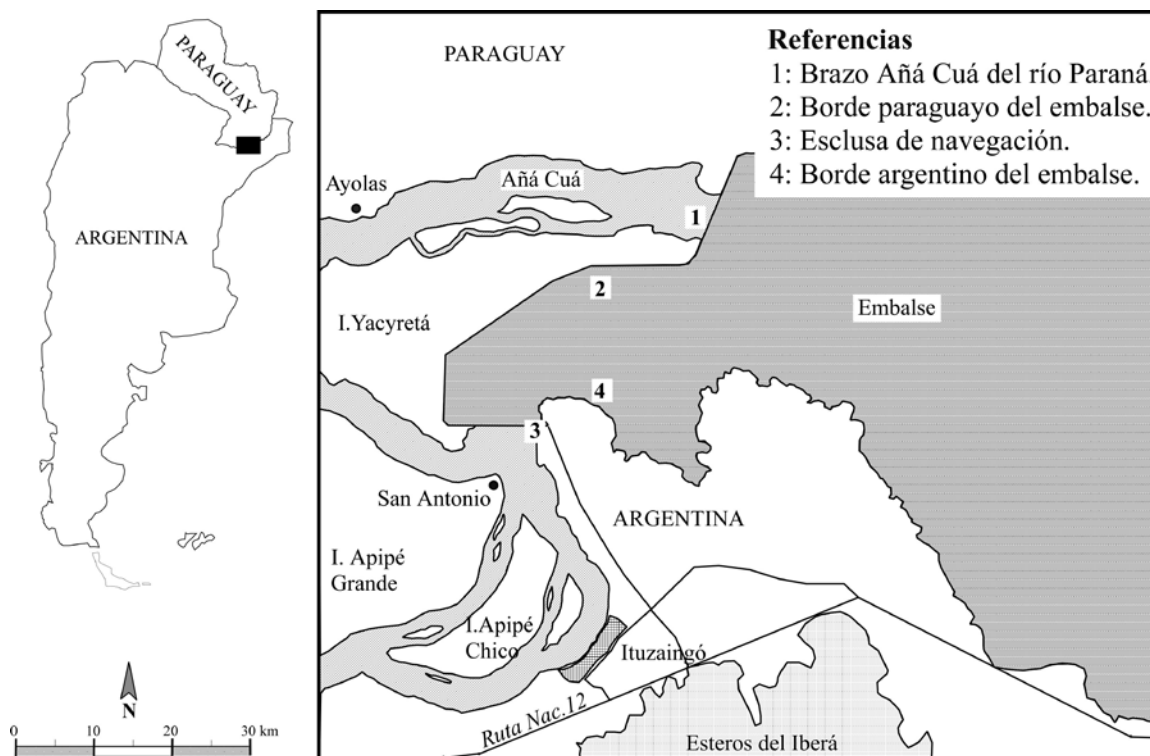 PARAGUAY
ARGENTINA
N
0 10 20 30 km
PARAGUAY
Referencias
1: Brazo Añá Cuá del río Paraná.
2: Borde paraguayo del embalse.
3: Esclusa de navegación.
4: Borde argentino del embalse.
Ayolas
Añá Cuá
1
2
I.Yacyretá
Embalse
4
3
San Antonio
ARGENTINA
I. Apipé
Grande
I.Apipé
Chico
Ituzaingó
Ruta Nac.12
Esteros del Iberá